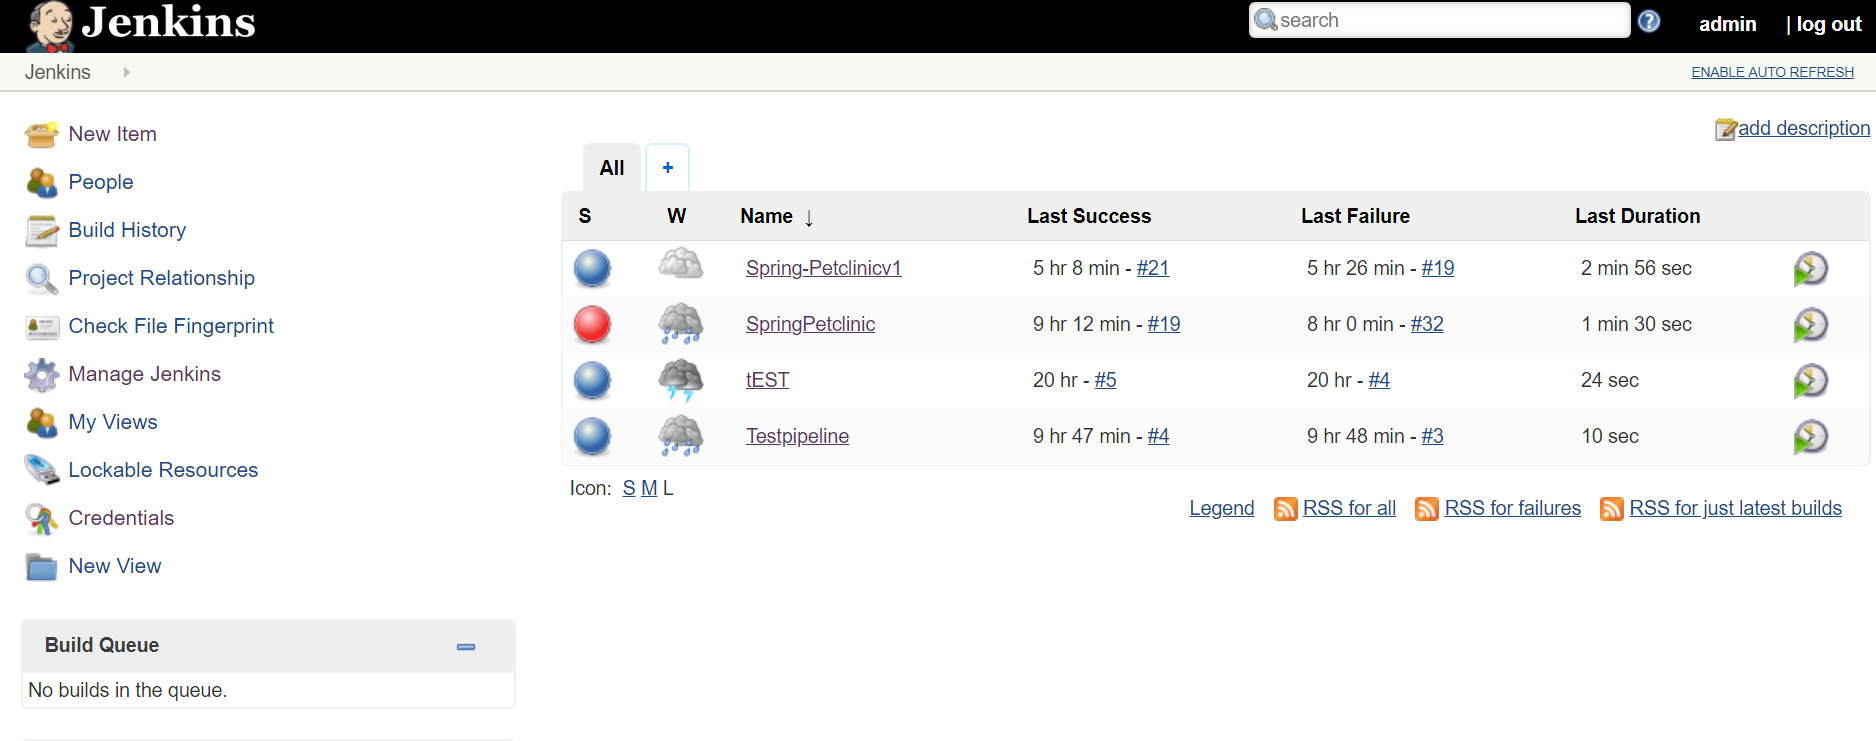 Jenkins
search
admin | log out
Jenkins
ENABLE AUTO REFRESH
New Item
People
Build History
Project Relationship
Check File Fingerprint
Manage Jenkins
My Views
Lockable Resources
Credentials
New View
Build Queue
No builds in the queue.
add description
All +
S W Name ↓ Last Success Last Failure Last Duration
Spring-Petclinicv1 5 hr 8 min - #21 5 hr 26 min - #19 2 min 56 sec
SpringPetclinic 9 hr 12 min - #19 8 hr 0 min - #32 1 min 30 sec
tEST 20 hr - #5 20 hr - #4 24 sec
Testpipeline 9 hr 47 min - #4 9 hr 48 min - #3 10 sec
Icon: S M L
Legend RSS for all RSS for failures RSS for just latest builds